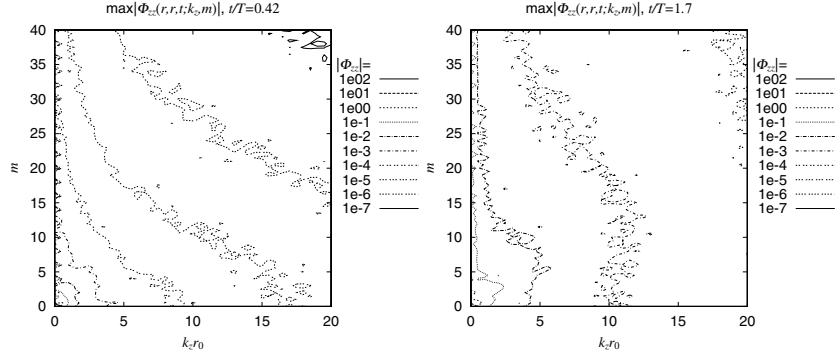 max|Φzz(r,r,t;kz,m)|, t/T=0.42
40
35
30
25
20
15
10
5
0
m
0 5 10 15 20
kzr0
|Φzz|=
1e02
1e01
1e00
1e-1
1e-2
1e-3
1e-4
1e-5
1e-6
1e-7
max|Φzz(r,r,t;kz,m)|, t/T=1.7
40
35
30
25
20
15
10
5
0
m
0 5 10 15 20
kzr0
|Φzz|=
1e02
1e01
1e00
1e-1
1e-2
1e-3
1e-4
1e-5
1e-6
1e-7